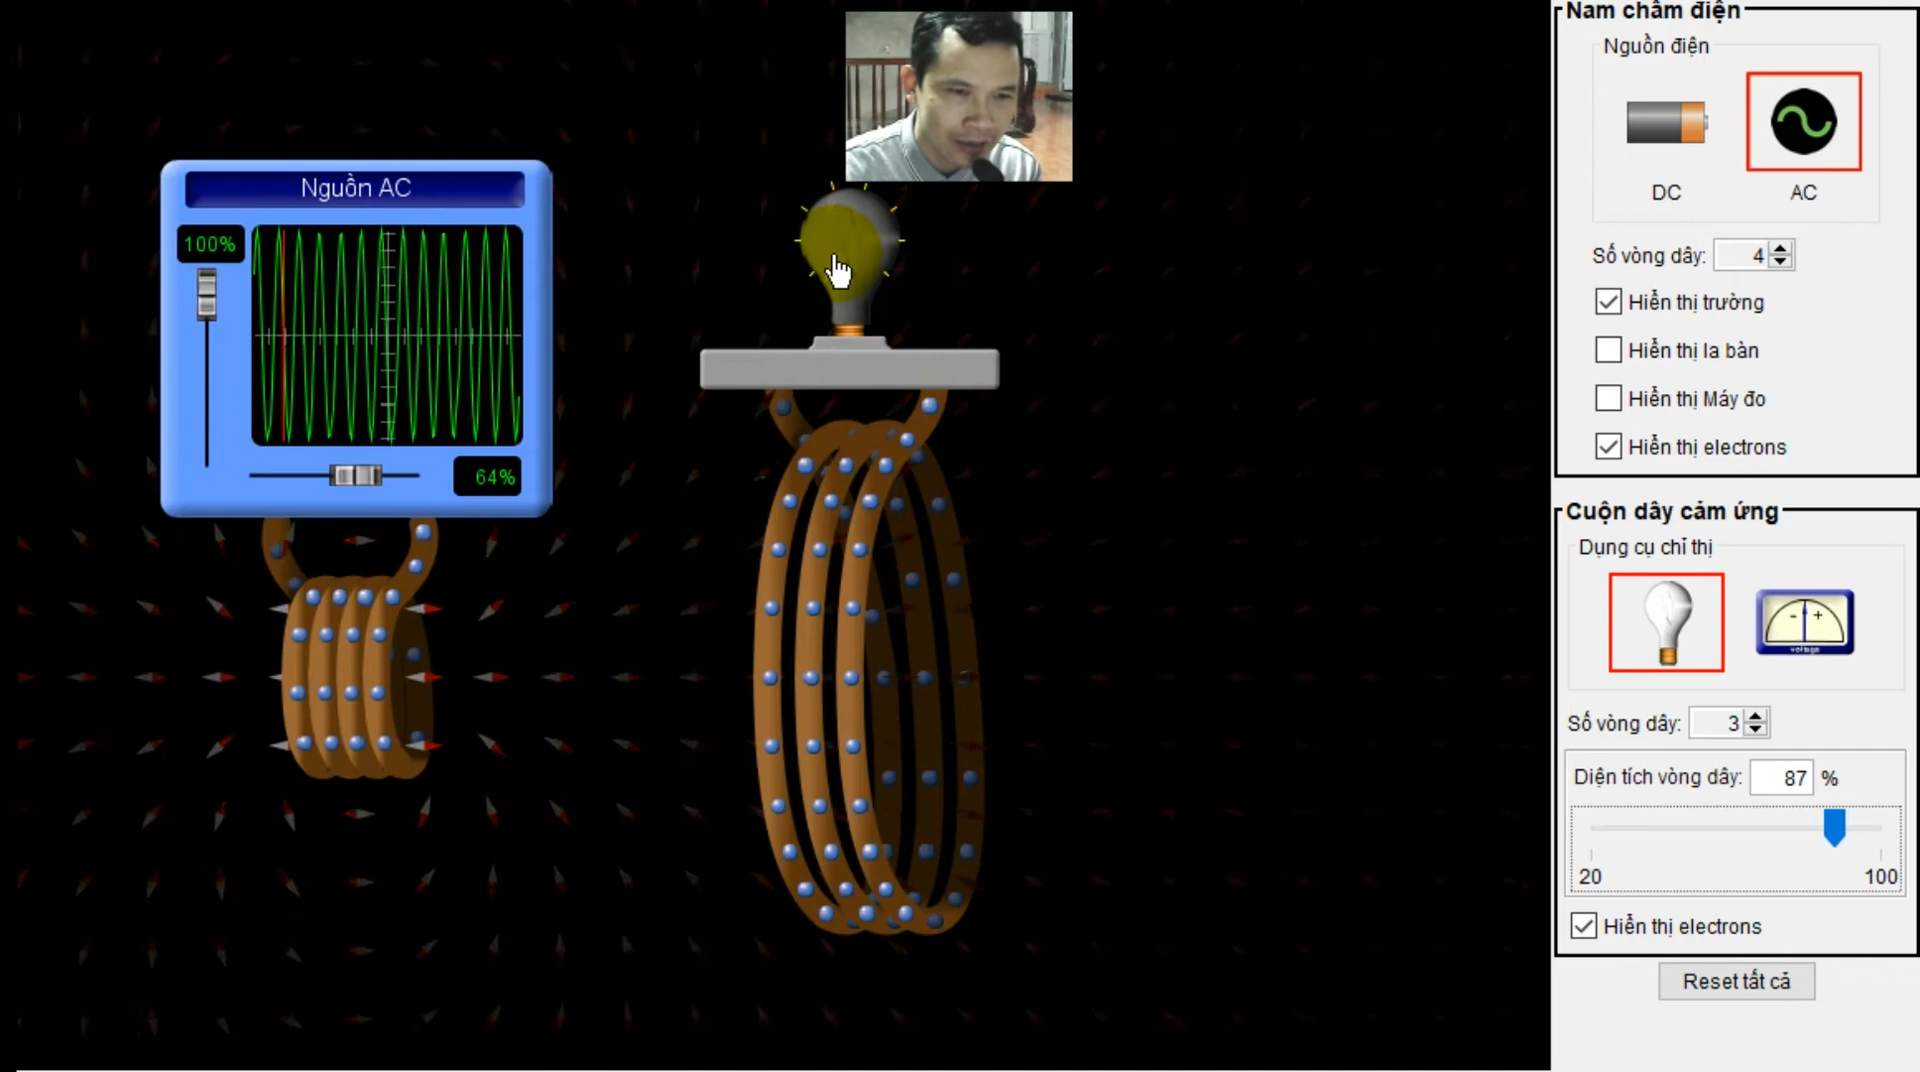 Nguồn AC
100%
64%
Nam châm điện
Nguồn điện
DC
AC
Số vòng dây: 4
Hiển thị trường
Hiển thị la bàn
Hiển thị Máy đo
Hiển thị electrons
Cuộn dây cảm ứng
Dụng cụ chỉ thị
- +
voltage
Số vòng dây: 3
Diện tích vòng dây: 87 %
20 100
Hiển thị electrons
Reset tất cả